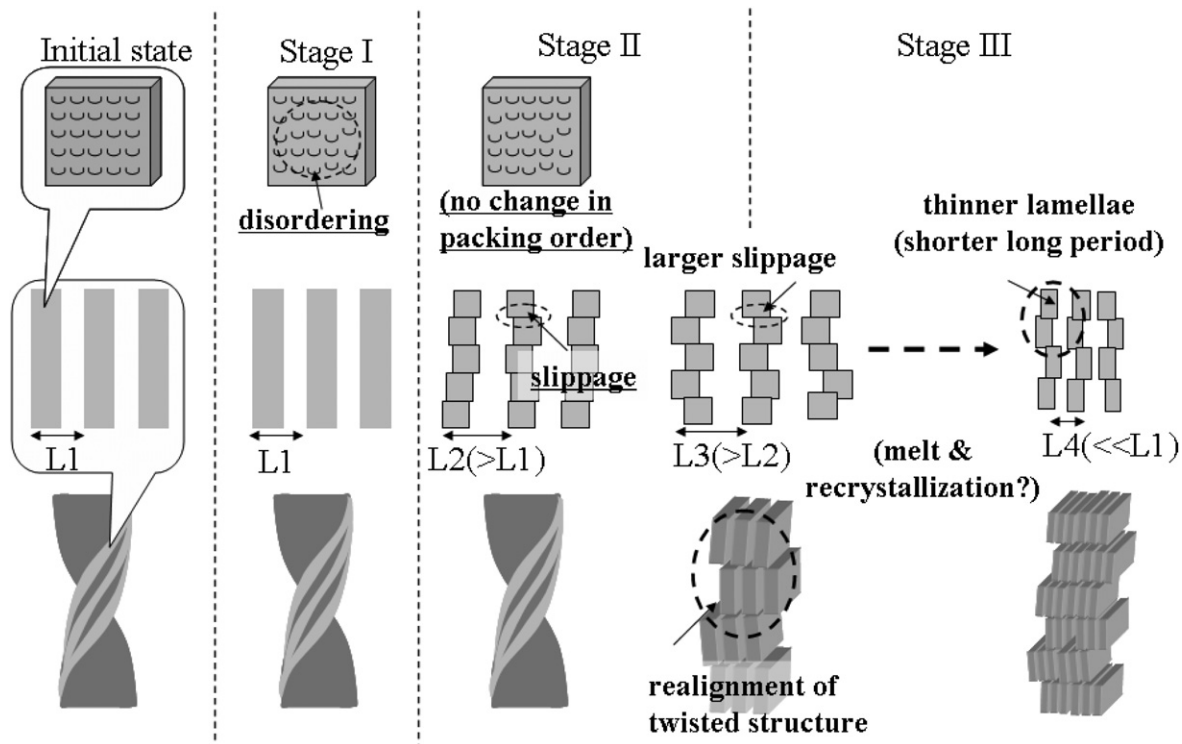 Initial state
Stage I
Stage II
Stage III
disordering
(no change in
packing order)
larger slippage
thinner lamellae
(shorter long period)
slippage
L1
L1
L2(>L1)
L3(>L2)
L4(<<L1)
(melt &
recrystallization?)
realignment of
twisted structure